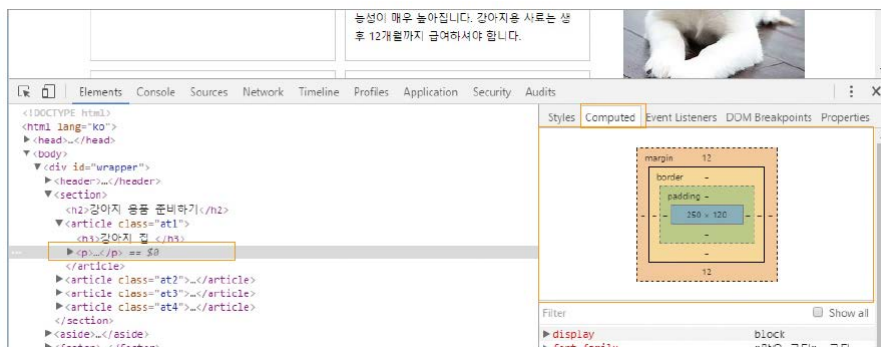 능성이 매우 높아집니다. 강아지용 사료는 생
후 12개월까지 급여하셔야 합니다.
Elements Console Sources Network Timeline Profiles Application Security Audits
<!DOCTYPE html>
<html lang="ko">
▶<head>…</head>
▼<body>
▼<div id="wrapper">
▶<header>…</header>
▼<section>
<h2>강아지 용품 준비하기</h2>
▼<article class="at1">
<h3>강아지 집 </h3>
… ▶<p>…</p> == $0
</article>
▶<article class="at2">…</article>
▶<article class="at3">…</article>
▶<article class="at4">…</article>
</section>
▶<aside>…</aside>
Styles Computed Event Listeners DOM Breakpoints Properties
margin 12
border -
padding -
- - - 250 × 120 - - -
-
-
12
Filter Show all
▶ display block